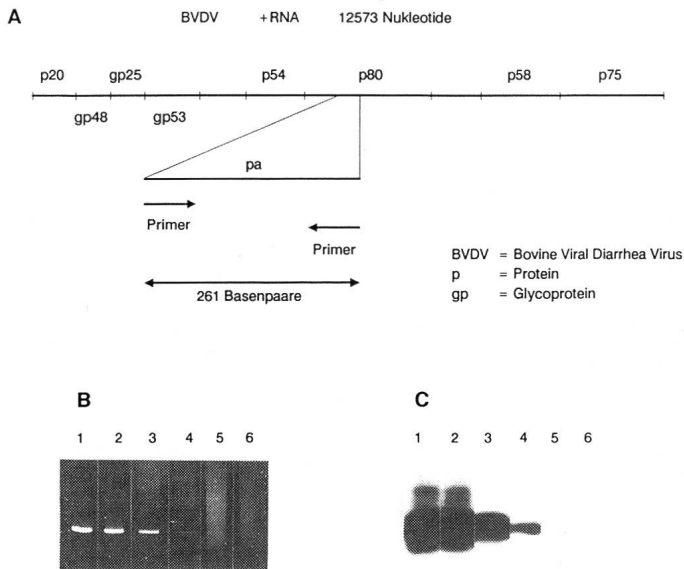 A
BVDV +RNA 12573 Nukleotide
p20 gp25 p54 p80 p58 p75
gp48 gp53
pa
Primer
Primer
261 Basenpaare
BVDV = Bovine Viral Diarrhea Virus
p = Protein
gp = Glycoprotein
B
1 2 3 4 5 6
C
1 2 3 4 5 6